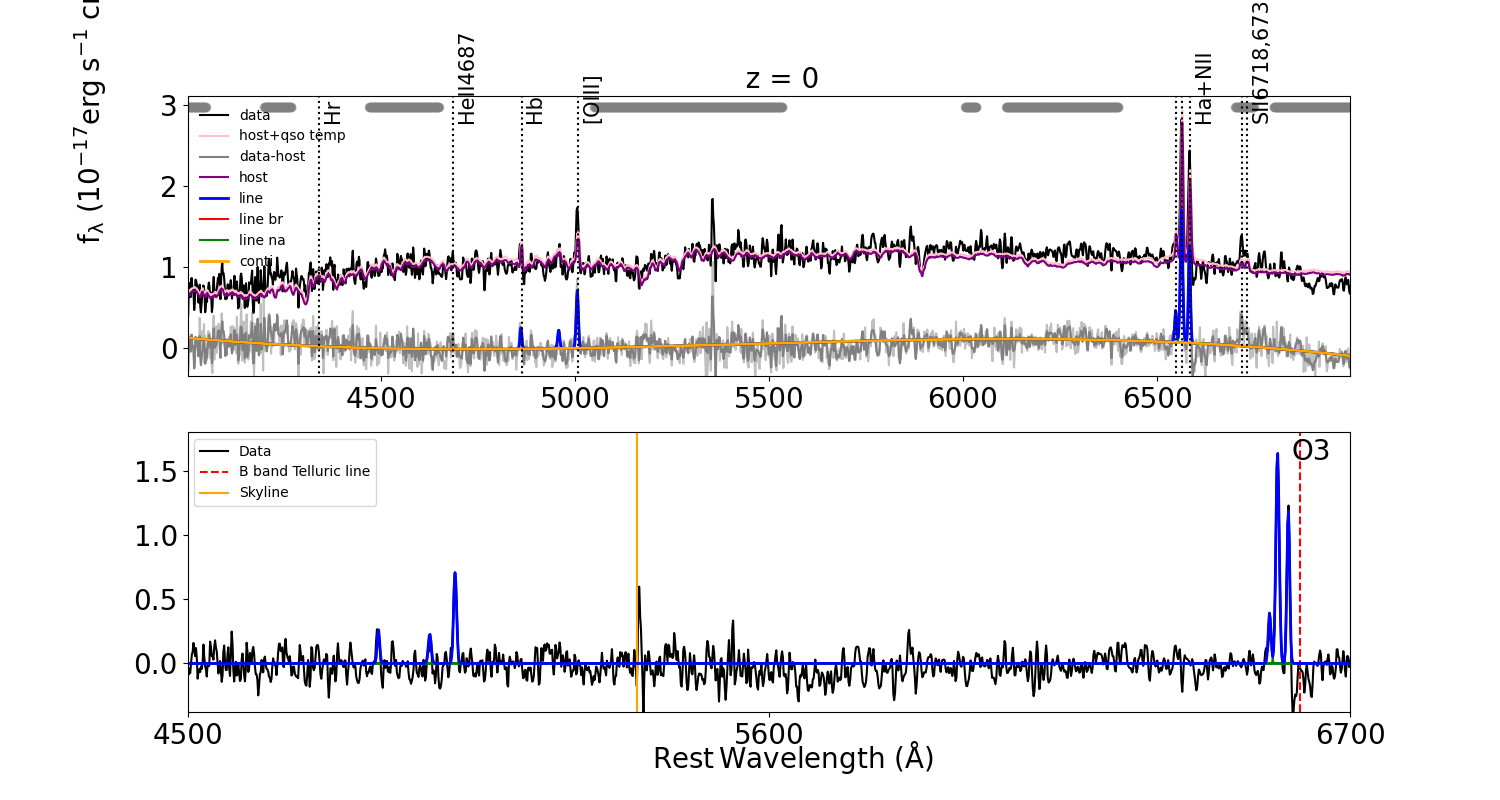 z = 0
f_λ (10^−17 erg s^−1 c
3
2
1
0
data
host+qso temp
data-host
host
line
line br
line na
conti
Hr
HeII4687
Hb
[OIII]
Ha+NII
SII6718,673
4500
5000
5500
6000
6500
Data
B band Telluric line
Skyline
O3
1.5
1.0
0.5
0.0
4500
5600
6700
Rest Wavelength (Å)